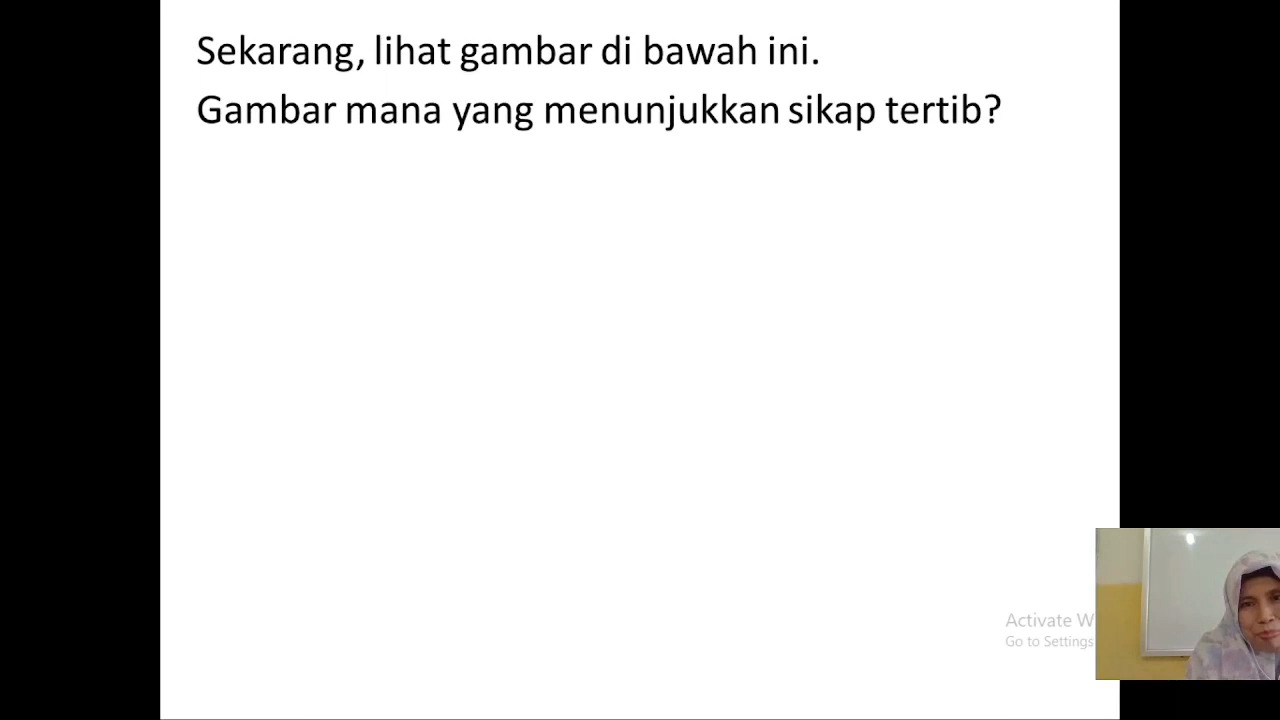 Sekarang, lihat gambar di bawah ini.
Gambar mana yang menunjukkan sikap tertib?
Activate W
Go to Settings